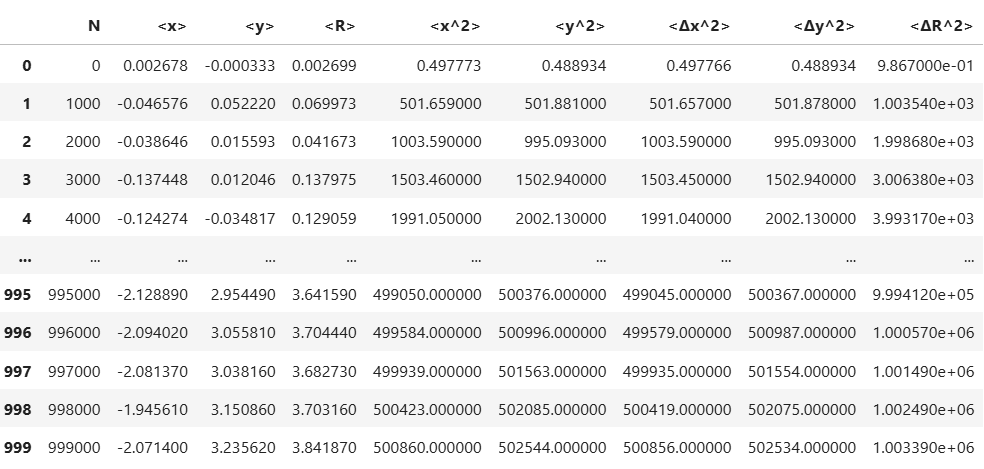 N <x> <y> <R> <x^2> <y^2> <Δx^2> <Δy^2> <ΔR^2>
0 0 0.002678 -0.000333 0.002699 0.497773 0.488934 0.497766 0.488934 9.867000e-01
1 1000 -0.046576 0.052220 0.069973 501.659000 501.881000 501.657000 501.878000 1.003540e+03
2 2000 -0.038646 0.015593 0.041673 1003.590000 995.093000 1003.590000 995.093000 1.998680e+03
3 3000 -0.137448 0.012046 0.137975 1503.460000 1502.940000 1503.450000 1502.940000 3.006380e+03
4 4000 -0.124274 -0.034817 0.129059 1991.050000 2002.130000 1991.040000 2002.130000 3.993170e+03
... ... ... ... ... ... ... ... ... ...
995 995000 -2.128890 2.954490 3.641590 499050.000000 500376.000000 499045.000000 500367.000000 9.994120e+05
996 996000 -2.094020 3.055810 3.704440 499584.000000 500996.000000 499579.000000 500987.000000 1.000570e+06
997 997000 -2.081370 3.038160 3.682730 499939.000000 501563.000000 499935.000000 501554.000000 1.001490e+06
998 998000 -1.945610 3.150860 3.703160 500423.000000 502085.000000 500419.000000 502075.000000 1.002490e+06
999 999000 -2.071400 3.235620 3.841870 500860.000000 502544.000000 500856.000000 502534.000000 1.003390e+06